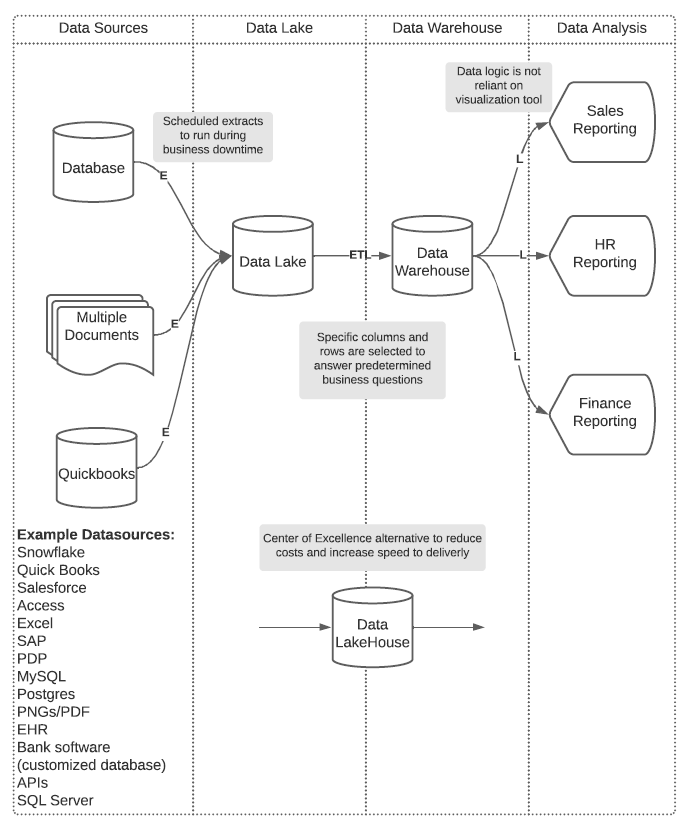 Data Sources
Data Lake
Data Warehouse
Data Analysis
Data logic is not
reliant on
visualization tool
Scheduled extracts
to run during
business downtime
Sales
Reporting
Database
E
L
Data Lake
ETL
Data
Warehouse
L
HR
Reporting
Multiple
Documents
E
Specific columns and
rows are selected to
answer predetermined
business questions
L
Finance
Reporting
E
Quickbooks
Example Datasources:
Snowflake
Quick Books
Salesforce
Access
Excel
SAP
PDP
MySQL
Postgres
PNGs/PDF
EHR
Bank software
(customized database)
APIs
SQL Server
Center of Excellence alternative to reduce
costs and increase speed to deliverly
Data
LakeHouse